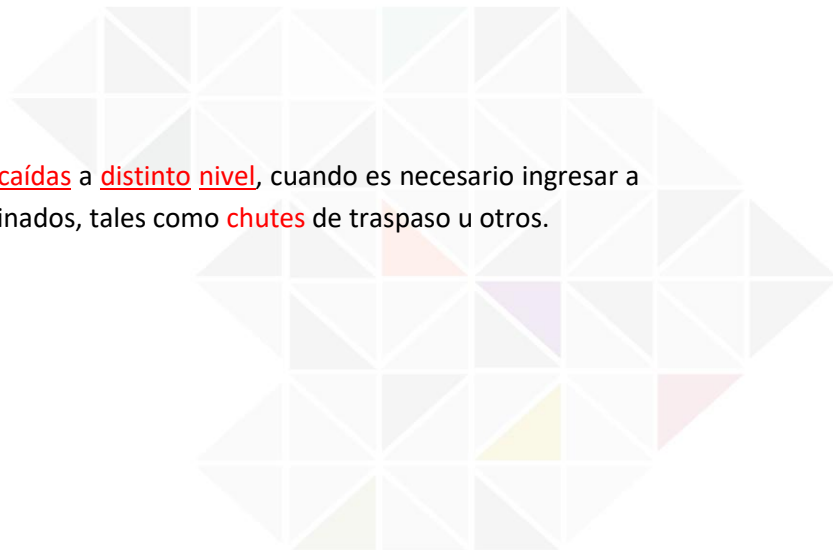 caídas a distinto nivel, cuando es necesario ingresar a
inados, tales como chutes de traspaso u otros.